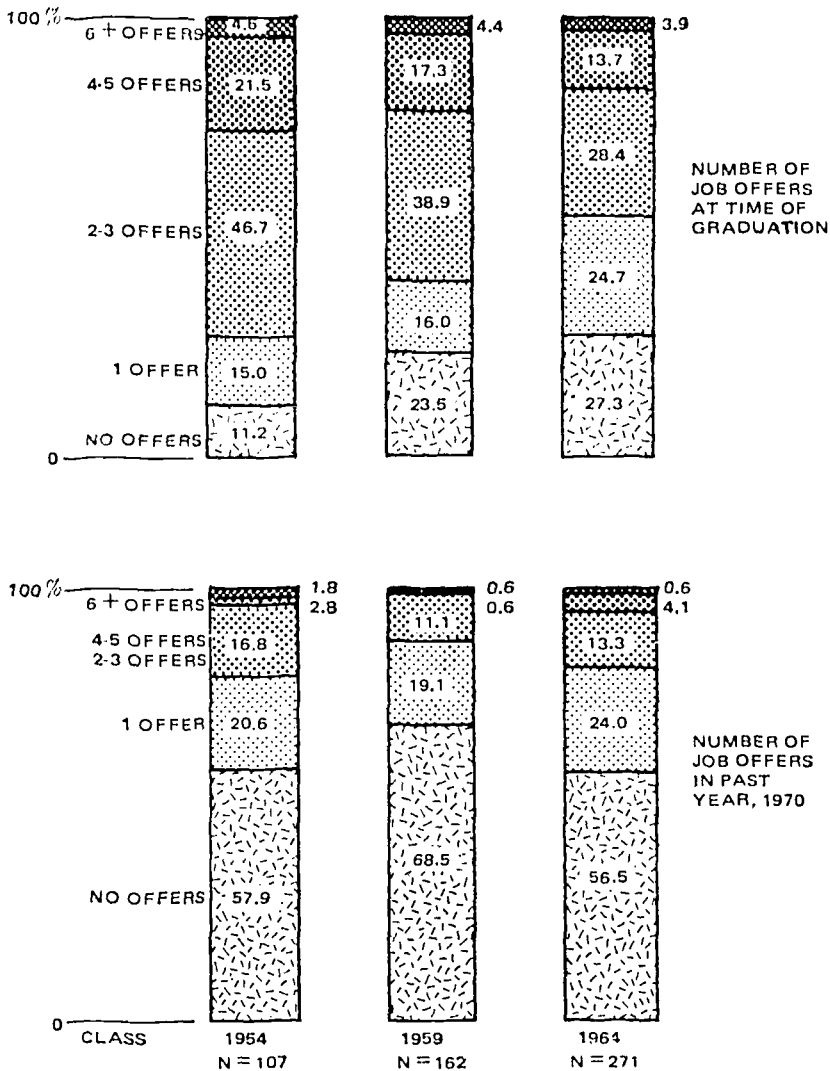 100 %
6 + OFFERS 4.6 4.4 3.9
4-5 OFFERS 21.5 17.3 13.7
2-3 OFFERS 46.7 38.9 28.4
NUMBER OF
JOB OFFERS
AT TIME OF
GRADUATION
1 OFFER 15.0 16.0 24.7
NO OFFERS 11.2 23.5 27.3
0
100 %
1.8 0.6 0.6
6 + OFFERS 2.8 0.6 4.1
4-5 OFFERS
2-3 OFFERS 16.8 11.1 13.3
1 OFFER 20.6 19.1 24.0
NUMBER OF
JOB OFFERS
IN PAST
YEAR, 1970
NO OFFERS 57.9 68.5 56.5
0
CLASS 1954 1959 1964
N = 107 N = 162 N = 271